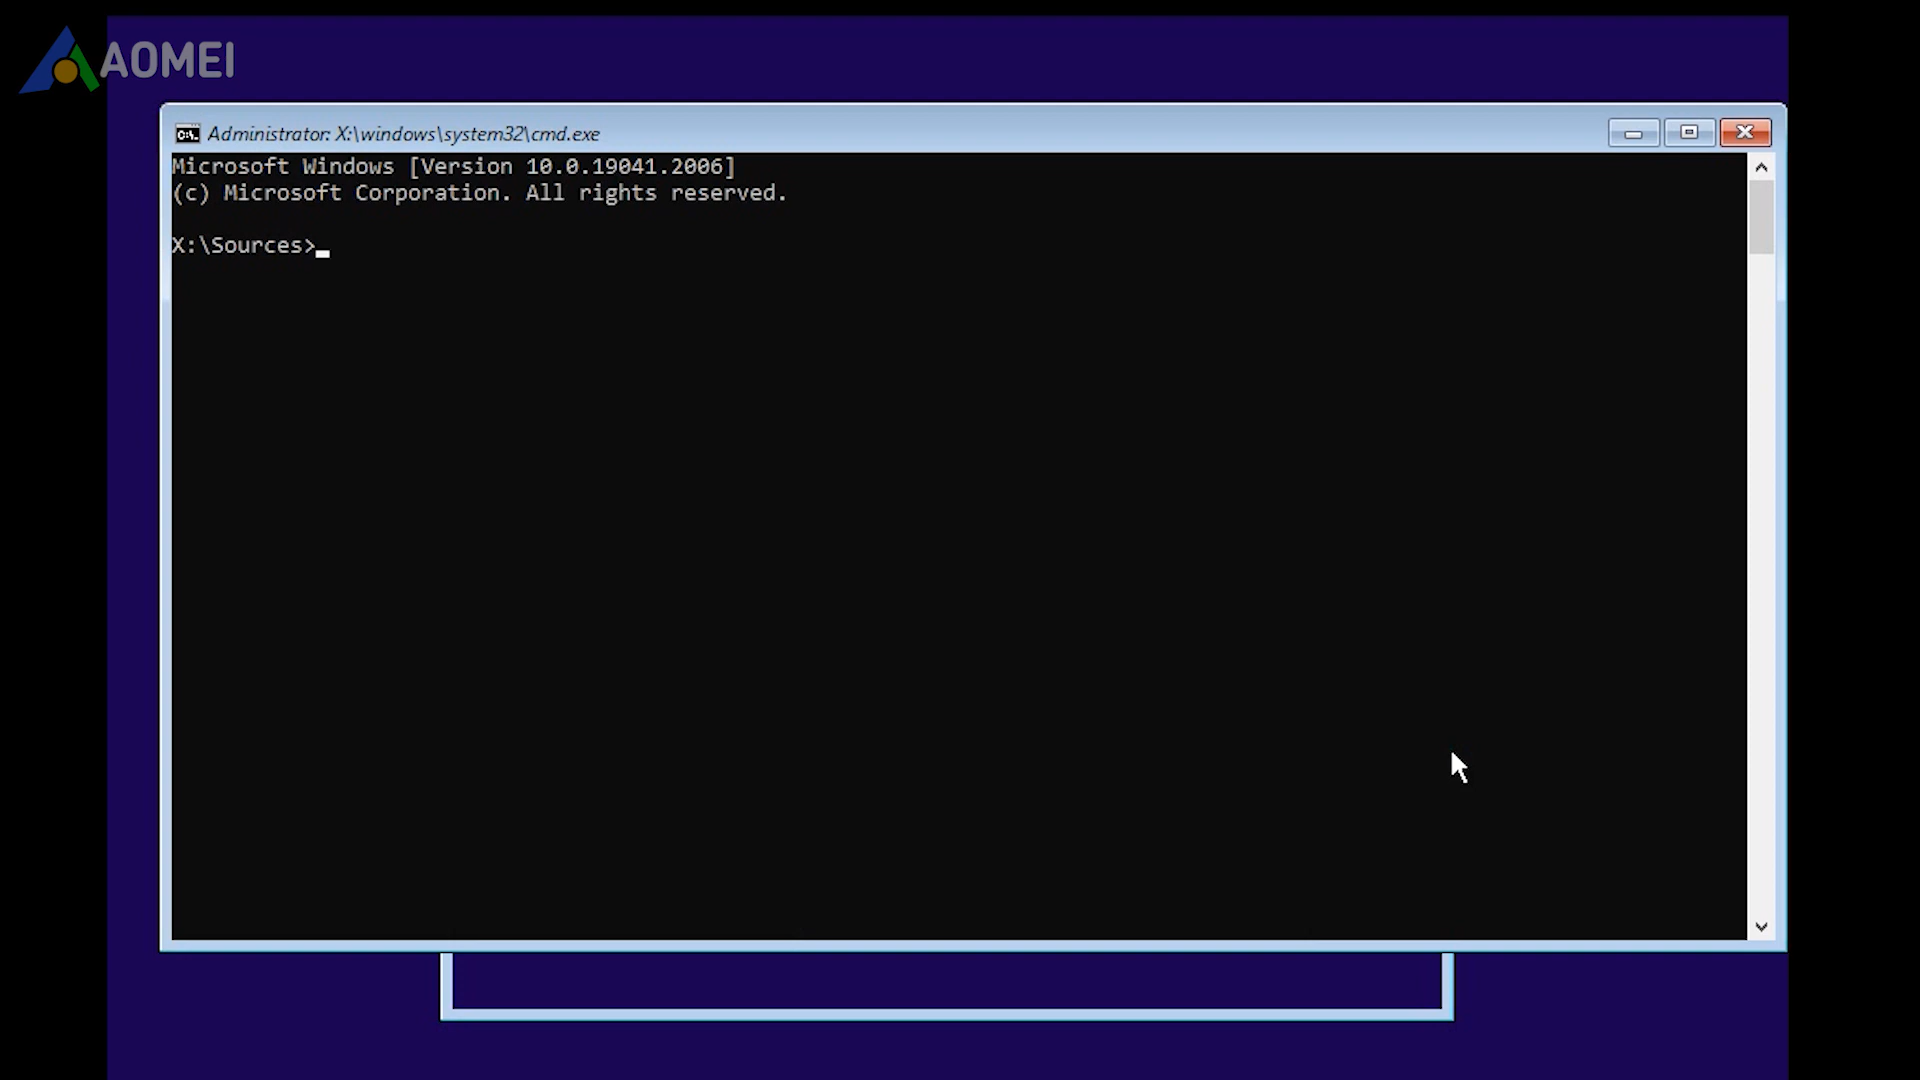 AOMEI
Administrator: X:\windows\system32\cmd.exe
Microsoft Windows [Version 10.0.19041.2006]
(c) Microsoft Corporation. All rights reserved.
X:\Sources>